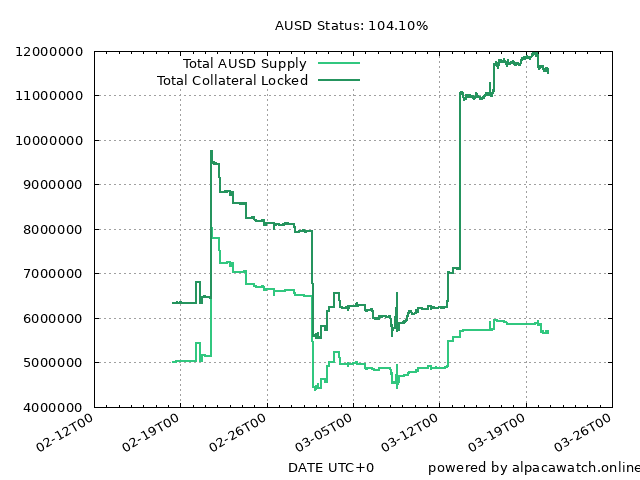 AUSD Status: 104.10%
Total AUSD Supply
Total Collateral Locked
12000000
11000000
10000000
9000000
8000000
7000000
6000000
5000000
4000000
02-12T00
02-19T00
02-26T00
03-05T00
03-12T00
03-19T00
03-26T00
DATE UTC+0
powered by alpacawatch.online